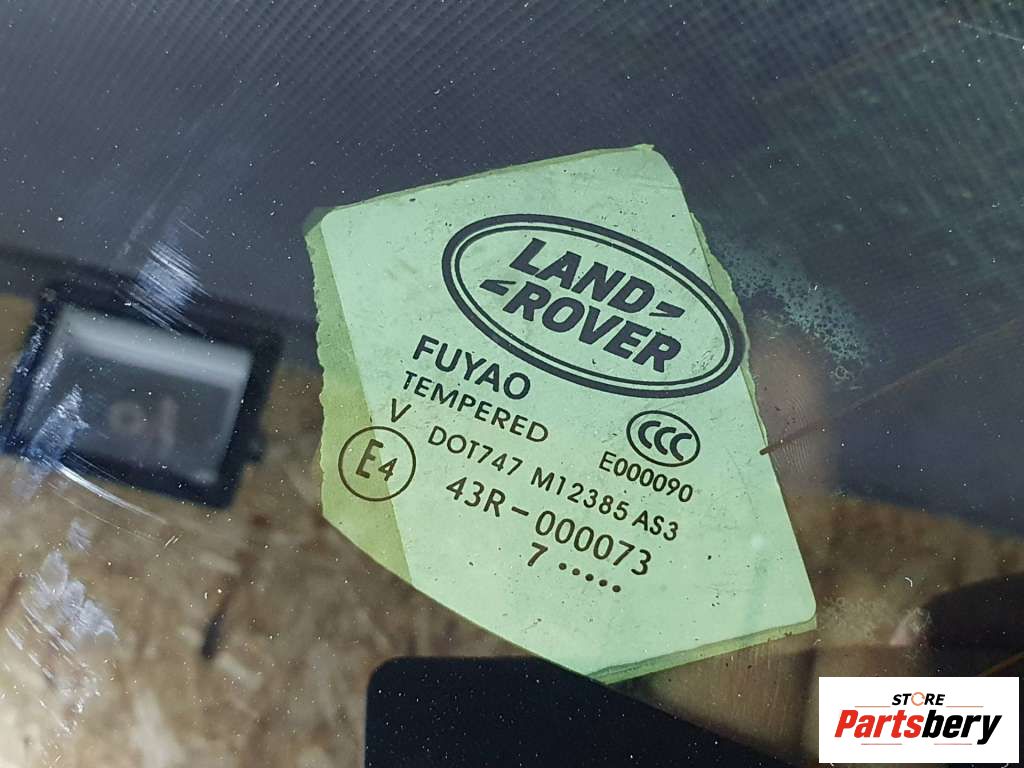 LAND
ROVER
FUYAO
TEMPERED
V
CCC
E000090
E4
DOT747 M12385 AS3
43R-000073
7.....
STORE
Partsbery